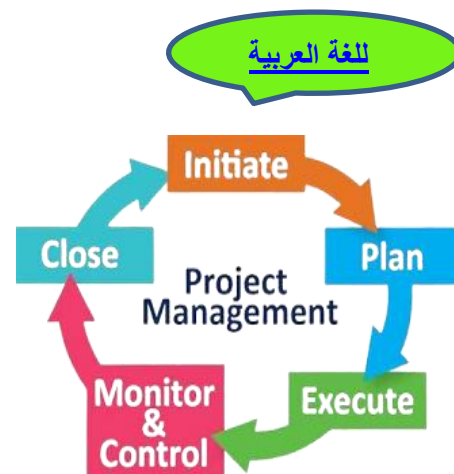 للغة العربية
Initiate
Close
Plan
Project
Management
Monitor
&
Control
Execute